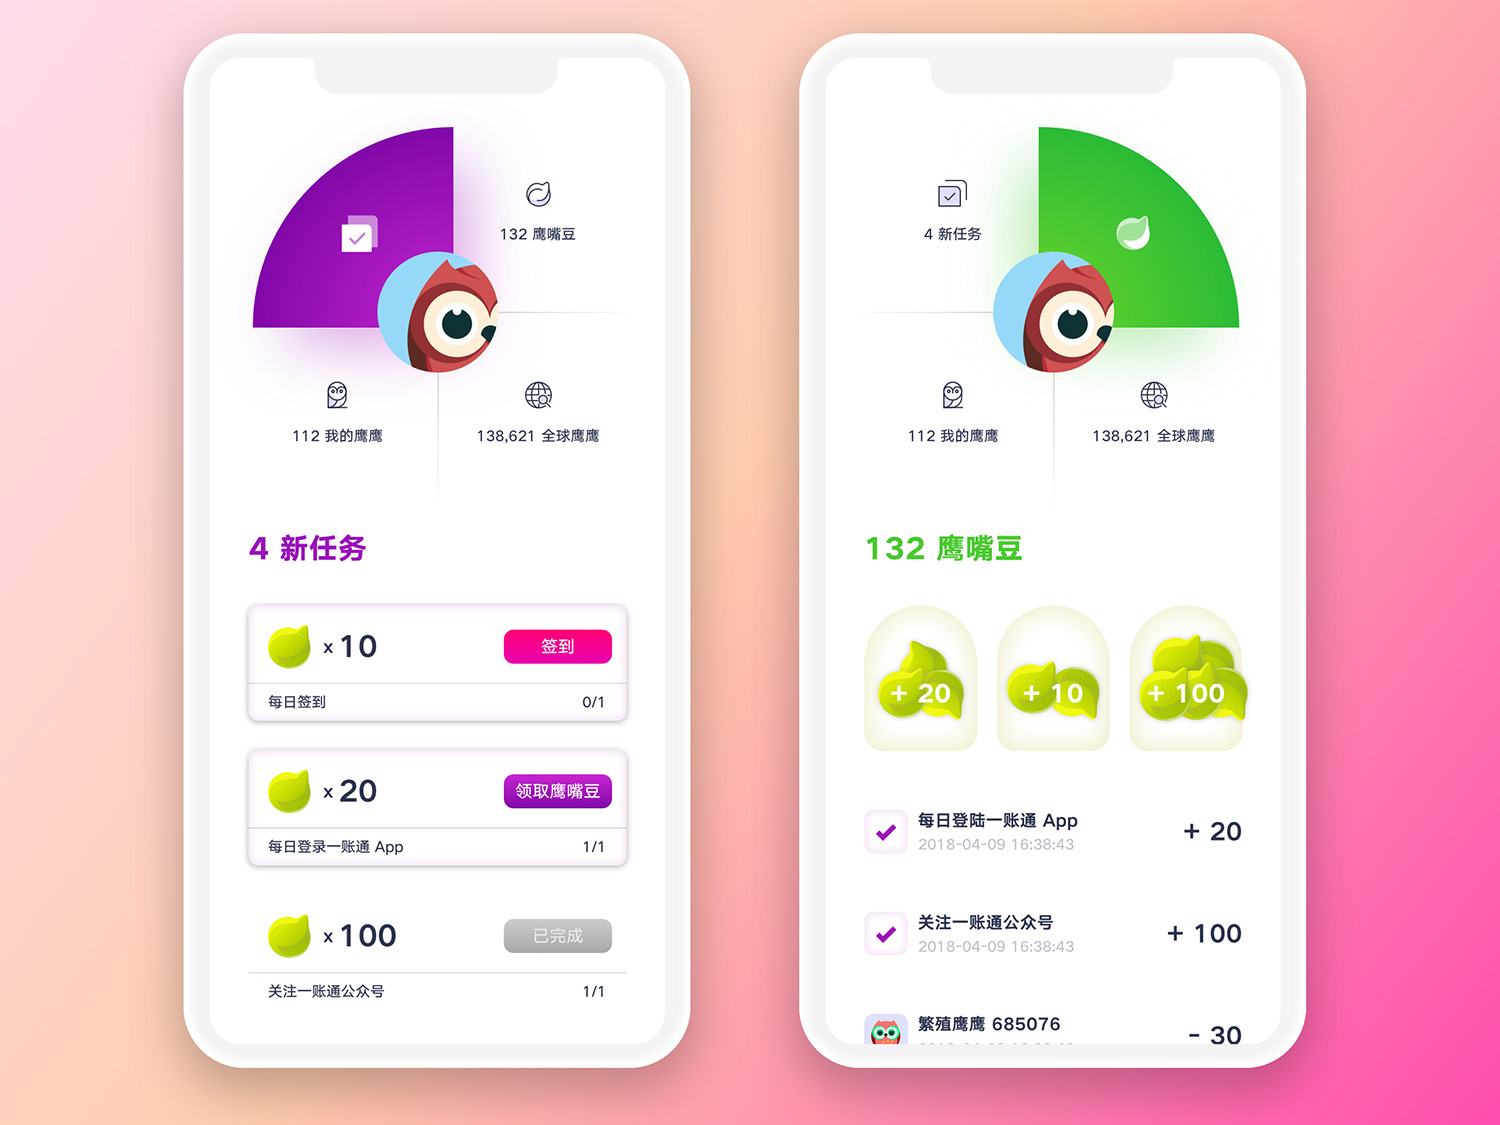 132 鹰嘴豆
112 我的鹰鹰
138,621 全球鹰鹰
4 新任务
x 10
签到
每日签到
0/1
x 20
领取鹰嘴豆
每日登录一账通 App
1/1
x 100
已完成
关注一账通公众号
1/1
4 新任务
112 我的鹰鹰
138,621 全球鹰鹰
132 鹰嘴豆
+ 20
+ 10
+ 100
每日登陆一账通 App
2018-04-09 16:38:43
+ 20
关注一账通公众号
2018-04-09 16:38:43
+ 100
繁殖鹰鹰 685076
- 30